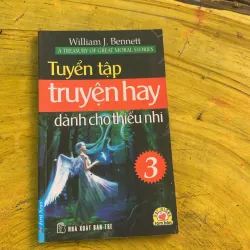 William J. Bennett
A TREASURY OF GREAT MORAL STORIES
Tuyển tập
truyện hay
dành cho thiếu nhi
3
NHÀ XUẤT BẢN TRẺ